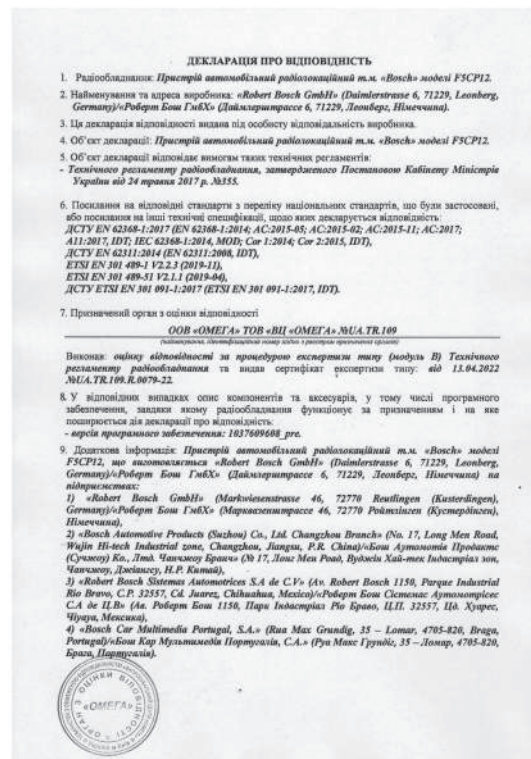 ДЕКЛАРАЦІЯ ПРО ВІДПОВІДНІСТЬ
1. Радіообладнання: Пристрій автомобільний радіолокаційний т.м. «Bosch» моделі F5CP12.
2. Найменування та адреса виробника: «Robert Bosch GmbH» (Daimlerstrasse 6, 71229, Leonberg,
Germany)/«Роберт Бош ГмбХ» (Даймлерштрассе 6, 71229, Леонберг, Німеччина).
3. Ця декларація відповідності видана під особисту відповідальність виробника.
4. Об'єкт декларації: Пристрій автомобільний радіолокаційний т.м. «Bosch» моделі F5CP12.
5. Об'єкт декларації відповідає вимогам таких технічних регламентів:
- Технічного регламенту радіообладнання, затвердженого Постановою Кабінету Міністрів
України від 24 травня 2017 р. №355.
6. Посилання на відповідні стандарти з переліку національних стандартів, що були застосовані,
або посилання на інші технічні специфікації, щодо яких декларується відповідність:
ДСТУ EN 62368-1:2017 (EN 62368-1:2014; AC:2015-05; AC:2015-02; AC:2015-11; AC:2017;
A11:2017, IDT; IEC 62368-1:2014, MOD; Cor 1:2014; Cor 2:2015, IDT),
ДСТУ EN 62311:2014 (EN 62311:2008, IDT),
ETSI EN 301 489-1 V2.2.3 (2019-11),
ETSI EN 301 489-51 V2.1.1 (2019-04),
ДСТУ ETSI EN 301 091-1:2017 (ETSI EN 301 091-1:2017, IDT).
7. Призначений орган з оцінки відповідності
ООВ «ОМЕГА» ТОВ «ВЦ «ОМЕГА» №UA.TR.109
(найменування, ідентифікаційний номер згідно з реєстром призначених органів)
Виконав: оцінку відповідності за процедурою експертизи типу (модуль В) Технічного
регламенту радіообладнання та видав сертифікат експертизи типу: від 13.04.2022
№UA.TR.109.R.0079-22.
8. У відповідних випадках опис компонентів та аксесуарів, у тому числі програмного
забезпечення, завдяки якому радіообладнання функціонує за призначенням і на яке
поширюється дія декларації про відповідність:
- версія програмного забезпечення: 1037609608_pre.
9. Додаткова інформація: Пристрій автомобільний радіолокаційний т.м. «Bosch» моделі
F5CP12, що виготовляється «Robert Bosch GmbH» (Daimlerstrasse 6, 71229, Leonberg,
Germany)/«Роберт Бош ГмбХ» (Даймлерштрассе 6, 71229, Леонберг, Німеччина) на
підприємствах:
1) «Robert Bosch GmbH» (Markwiesenstrasse 46, 72770 Reutlingen (Kusterdingen),
Germany)/«Роберт Бош ГмбХ» (Марквазенштрассе 46, 72770 Ройтлінген (Кустердінген),
Німеччина),
2) «Bosch Automotive Products (Suzhou) Co., Ltd. Changzhou Branch» (No. 17, Long Men Road,
Wujin Hi-tech Industrial zone, Changzhou, Jiangsu, P.R. China)/«Бош Аутомотів Продактс
(Сучжоу) Ко., Лтд. Чанчжоу Бранч» (№ 17, Лонг Мен Роад, Вуджін Хай-тек Індастріал зон,
Чанчжоу, Джіангсу, Н.Р. Китай),
3) «Robert Bosch Sistemas Automotrices S.A de C.V» (Av. Robert Bosch 1150, Parque Industrial
Rio Bravo, C.P. 32557, Cd. Juarez, Chihuahua, Mexico)/«Роберт Бош Сістемас Аутомотрісес
С.А де Ц.В» (Ав. Роберт Бош 1150, Парк Індастріал Ріо Браво, Ц.П. 32557, Цд. Хуарес,
Чіуауа, Мексика),
4) «Bosch Car Multimedia Portugal, S.A.» (Rua Max Grundig, 35 – Lomar, 4705-820, Braga,
Portugal)/«Бош Кар Мультимедіа Португалія, С.А.» (Руа Макс Грундіг, 35 – Ломар, 4705-820,
Брага, Португалія).
ОРГАН З ОЦІНКИ ВІДПОВІДНОСТІ
«ОМЕГА»